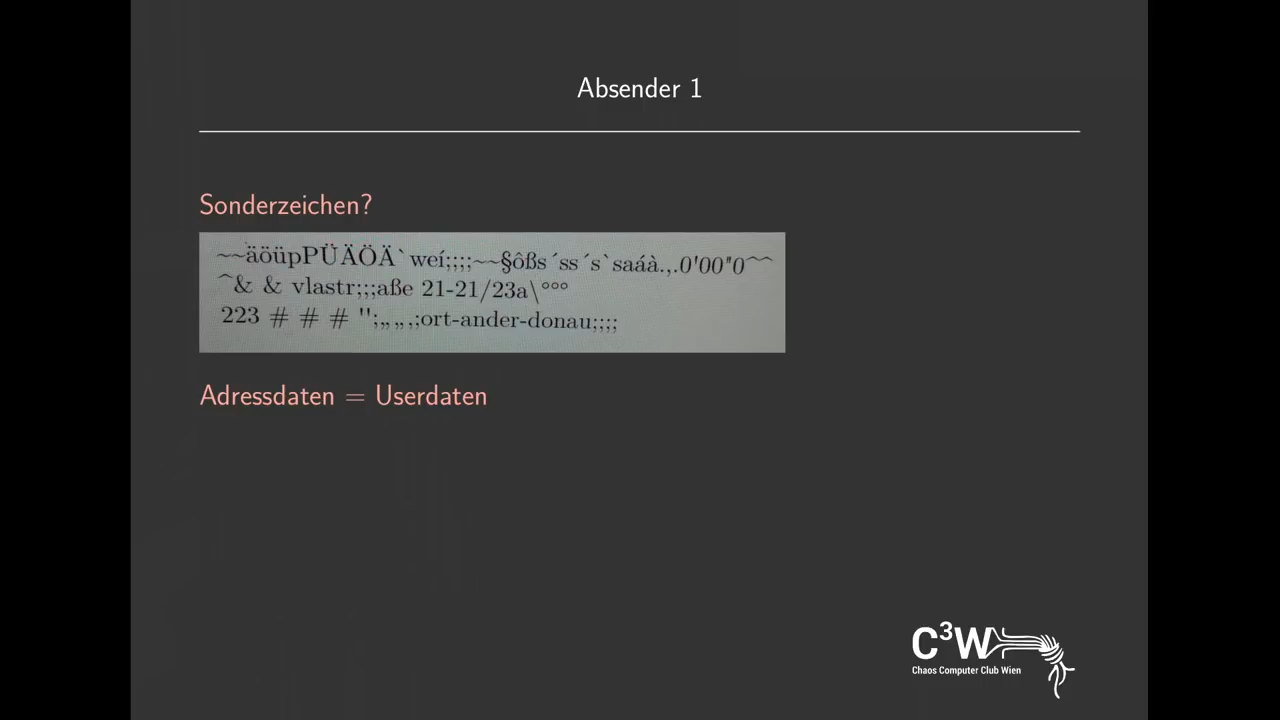 Absender 1
Sonderzeichen?
~~äöüpPÜÄÖÄ`weí;;;;~~§ôßs´ss´s`saáà.,.0'00"0^^
^& & vlastr;;;aße 21-21/23a\°°°
223 # # # ";„„,;ort-ander-donau;;;;
Adressdaten = Userdaten
C³W
Chaos Computer Club Wien